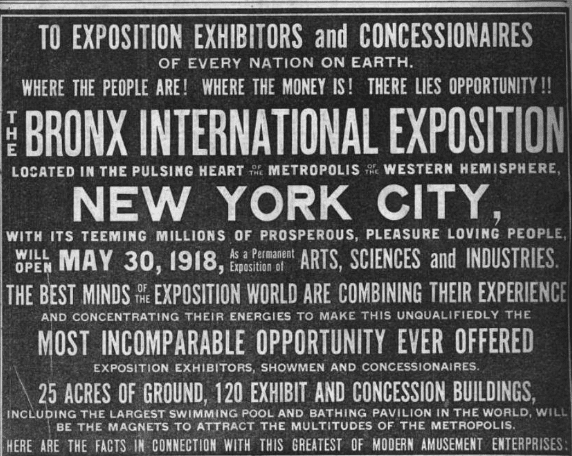 TO EXPOSITION EXHIBITORS and CONCESSIONAIRES
OF EVERY NATION ON EARTH.
WHERE THE PEOPLE ARE! WHERE THE MONEY IS! THERE LIES OPPORTUNITY!!
THE BRONX INTERNATIONAL EXPOSITION
LOCATED IN THE PULSING HEART OF THE METROPOLIS OF THE WESTERN HEMISPHERE,
NEW YORK CITY,
WITH ITS TEEMING MILLIONS OF PROSPEROUS, PLEASURE LOVING PEOPLE,
WILL OPEN MAY 30, 1918, As a Permanent Exposition of ARTS, SCIENCES and INDUSTRIES.
THE BEST MINDS OF THE EXPOSITION WORLD ARE COMBINING THEIR EXPERIENCE
AND CONCENTRATING THEIR ENERGIES TO MAKE THIS UNQUALIFIEDLY THE
MOST INCOMPARABLE OPPORTUNITY EVER OFFERED
EXPOSITION EXHIBITORS, SHOWMEN AND CONCESSIONAIRES.
25 ACRES OF GROUND, 120 EXHIBIT AND CONCESSION BUILDINGS,
INCLUDING THE LARGEST SWIMMING POOL AND BATHING PAVILION IN THE WORLD, WILL
BE THE MAGNETS TO ATTRACT THE MULTITUDES OF THE METROPOLIS.
HERE ARE THE FACTS IN CONNECTION WITH THIS GREATEST OF MODERN AMUSEMENT ENTERPRISES: